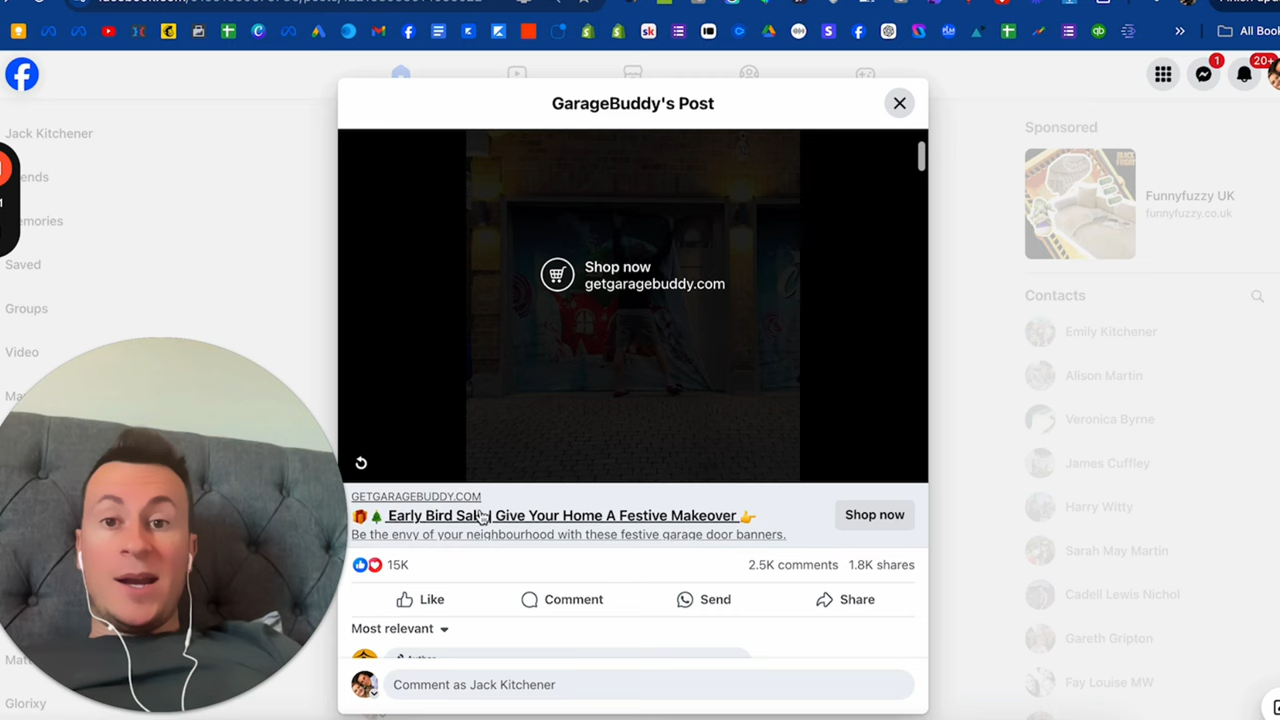 All Boo
1
20+
GarageBuddy's Post
Jack Kitchener
Saved
Groups
Video
Glorixy
Shop now
getgaragebuddy.com
GETGARAGEBUDDY.COM
Early Bird Sale | Give Your Home A Festive Makeover
Be the envy of your neighbourhood with these festive garage door banners.
Shop now
15K
2.5K comments
1.8K shares
Like
Comment
Send
Share
Most relevant
Author
Comment as Jack Kitchener
Sponsored
Funnyfuzzy UK
funnyfuzzy.co.uk
Contacts
Emily Kitchener
Alison Martin
Veronica Byrne
James Cuffley
Harry Witty
Sarah May Martin
Cadell Lewis Nichol
Gareth Gripton
Fay Louise MW